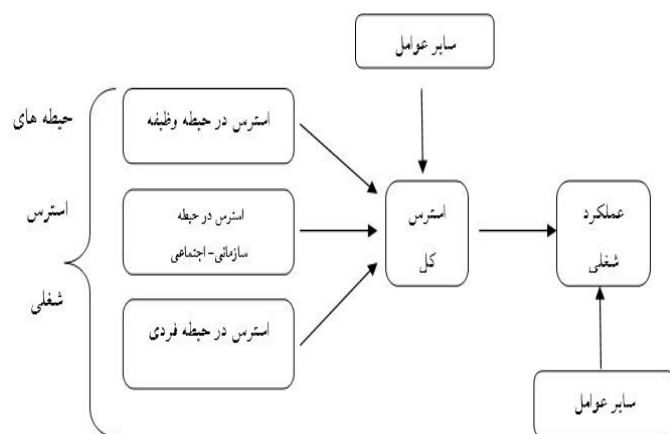 سایر عوامل
حیطه های
استرس
شغلی
استرس در حیطه وظیفه
استرس در حیطه
سازمانی- اجتماعی
استرس در حیطه فردی
استرس
کل
عملکرد
شغلی
سایر عوامل